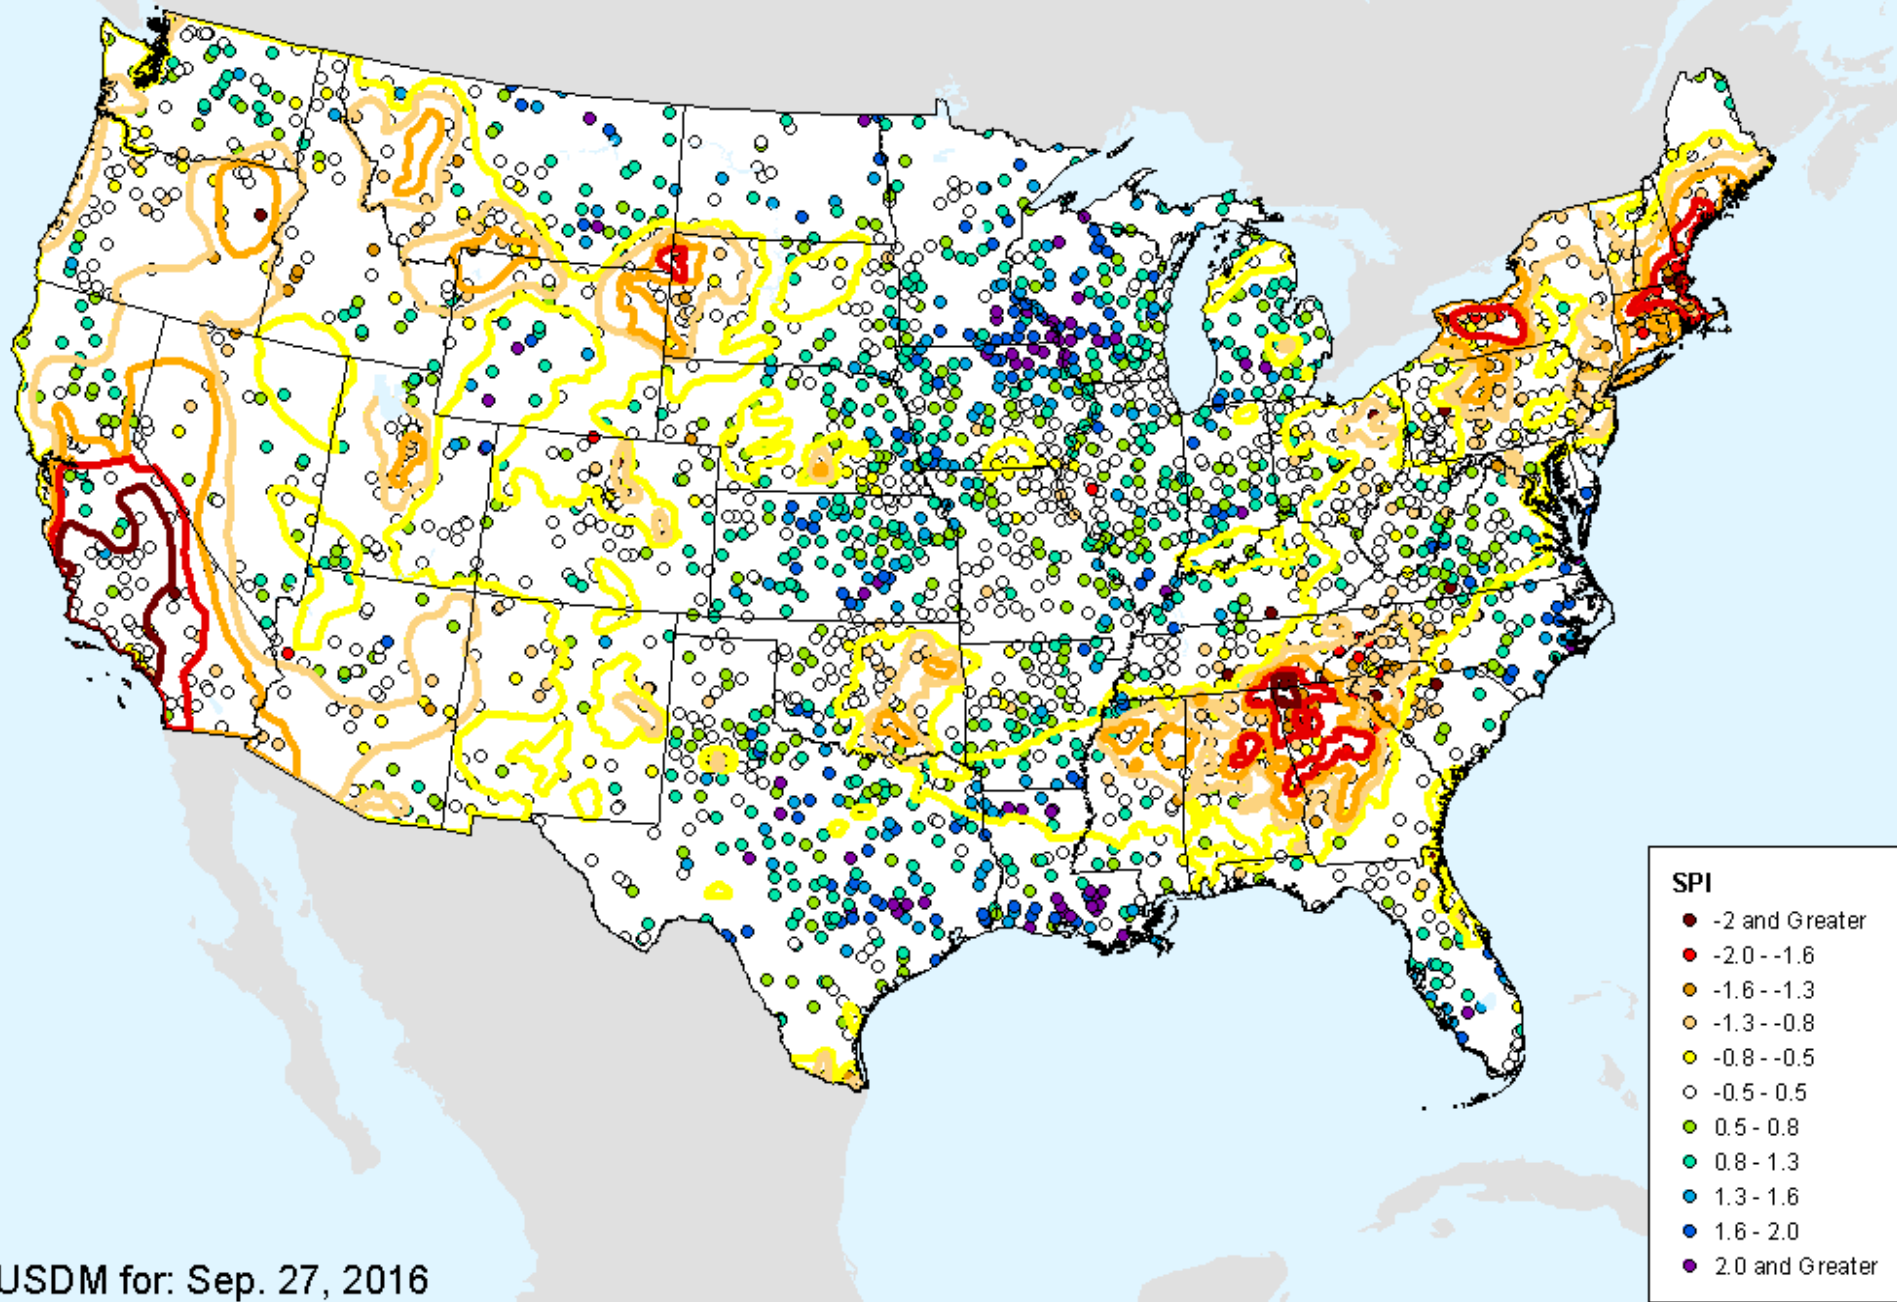 SPI
-2 and Greater
-2.0 - -1.6
-1.6 - -1.3
-1.3 - -0.8
-0.8 - -0.5
-0.5 - 0.5
0.5 - 0.8
0.8 - 1.3
1.3 - 1.6
1.6 - 2.0
2.0 and Greater
USDM for: Sep. 27, 2016